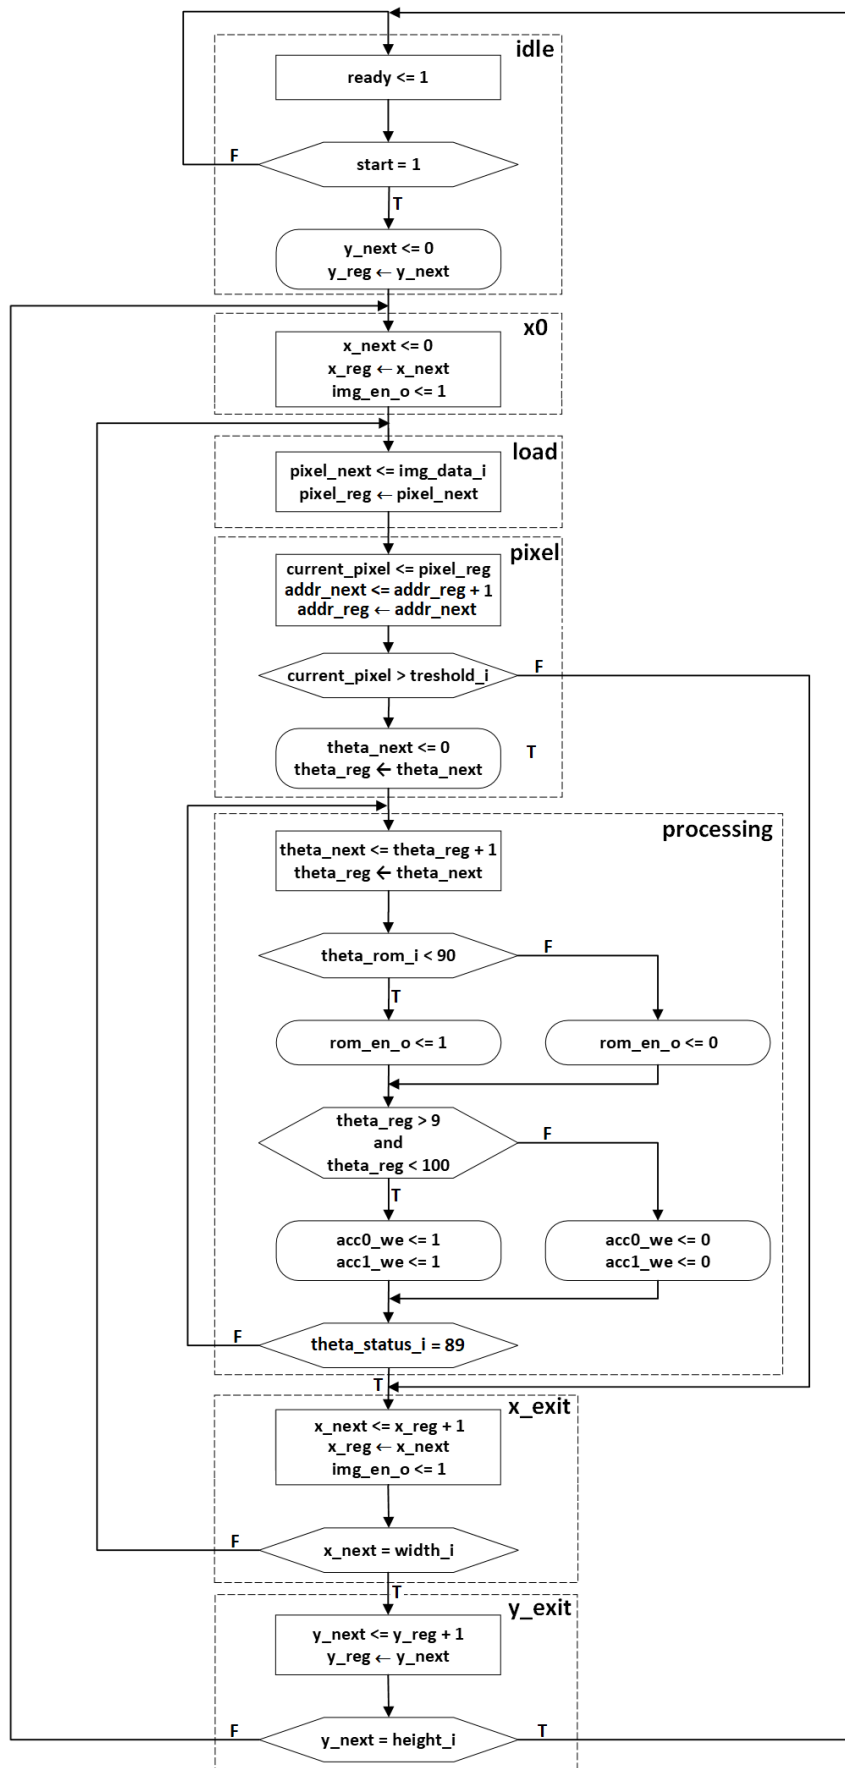 idle
ready <= 1
F
start = 1
T
y_next <= 0
y_reg ← y_next
x0
x_next <= 0
x_reg ← x_next
img_en_o <= 1
load
pixel_next <= img_data_i
pixel_reg ← pixel_next
pixel
current_pixel <= pixel_reg
addr_next <= addr_reg + 1
addr_reg ← addr_next
current_pixel > treshold_i
F
theta_next <= 0
theta_reg ← theta_next
T
processing
theta_next <= theta_reg + 1
theta_reg ← theta_next
theta_rom_i < 90
F
T
rom_en_o <= 1
rom_en_o <= 0
theta_reg > 9
and
theta_reg < 100
F
T
acc0_we <= 1
acc1_we <= 1
acc0_we <= 0
acc1_we <= 0
F
theta_status_i = 89
T
x_exit
x_next <= x_reg + 1
x_reg ← x_next
img_en_o <= 1
F
x_next = width_i
T
y_exit
y_next <= y_reg + 1
y_reg ← y_next
F
y_next = height_i
T